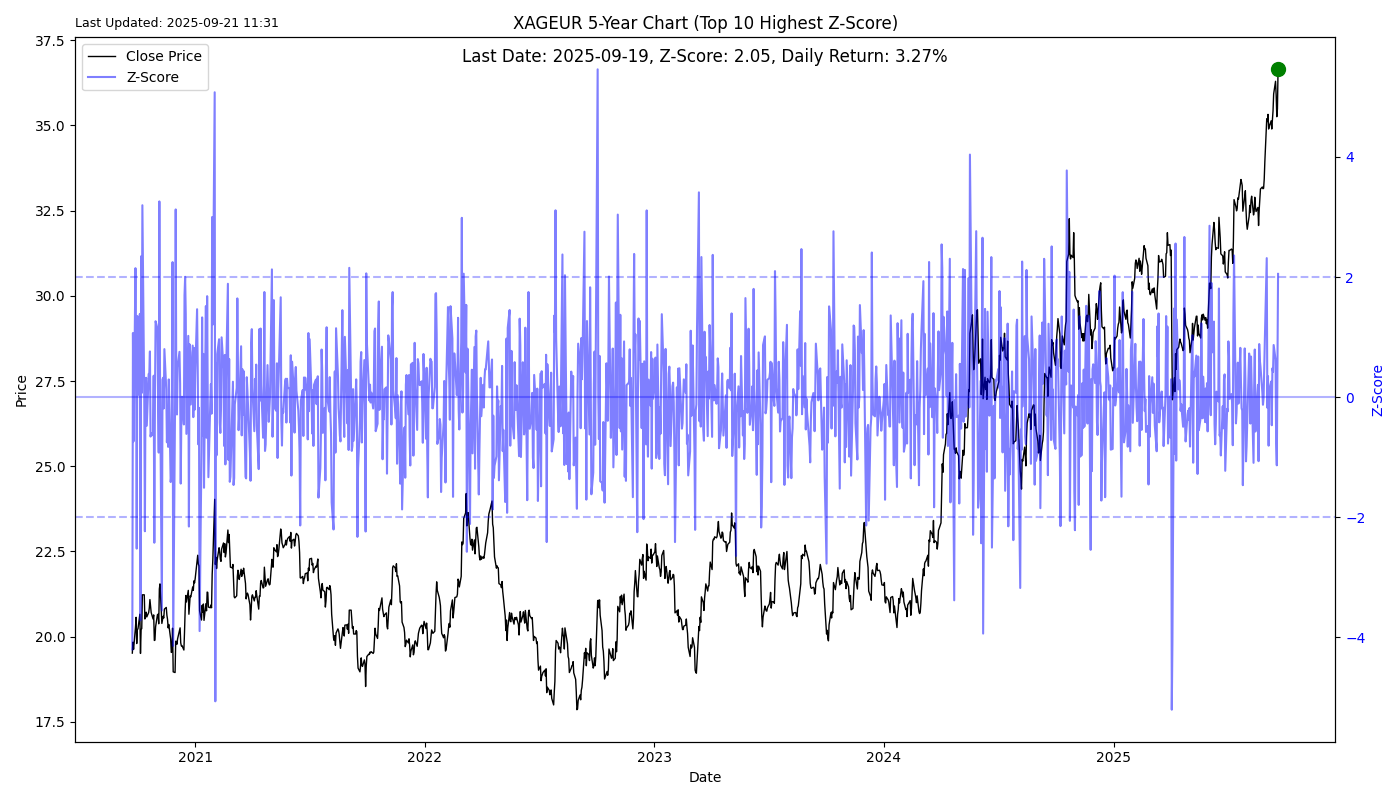 Last Updated: 2025-09-21 11:31
XAGEUR 5-Year Chart (Top 10 Highest Z-Score)
Last Date: 2025-09-19, Z-Score: 2.05, Daily Return: 3.27%
Close Price
Z-Score
Price
37.5
35.0
32.5
30.0
27.5
25.0
22.5
20.0
17.5
4
2
0
−2
−4
Z-Score
2021
2022
2023
2024
2025
Date